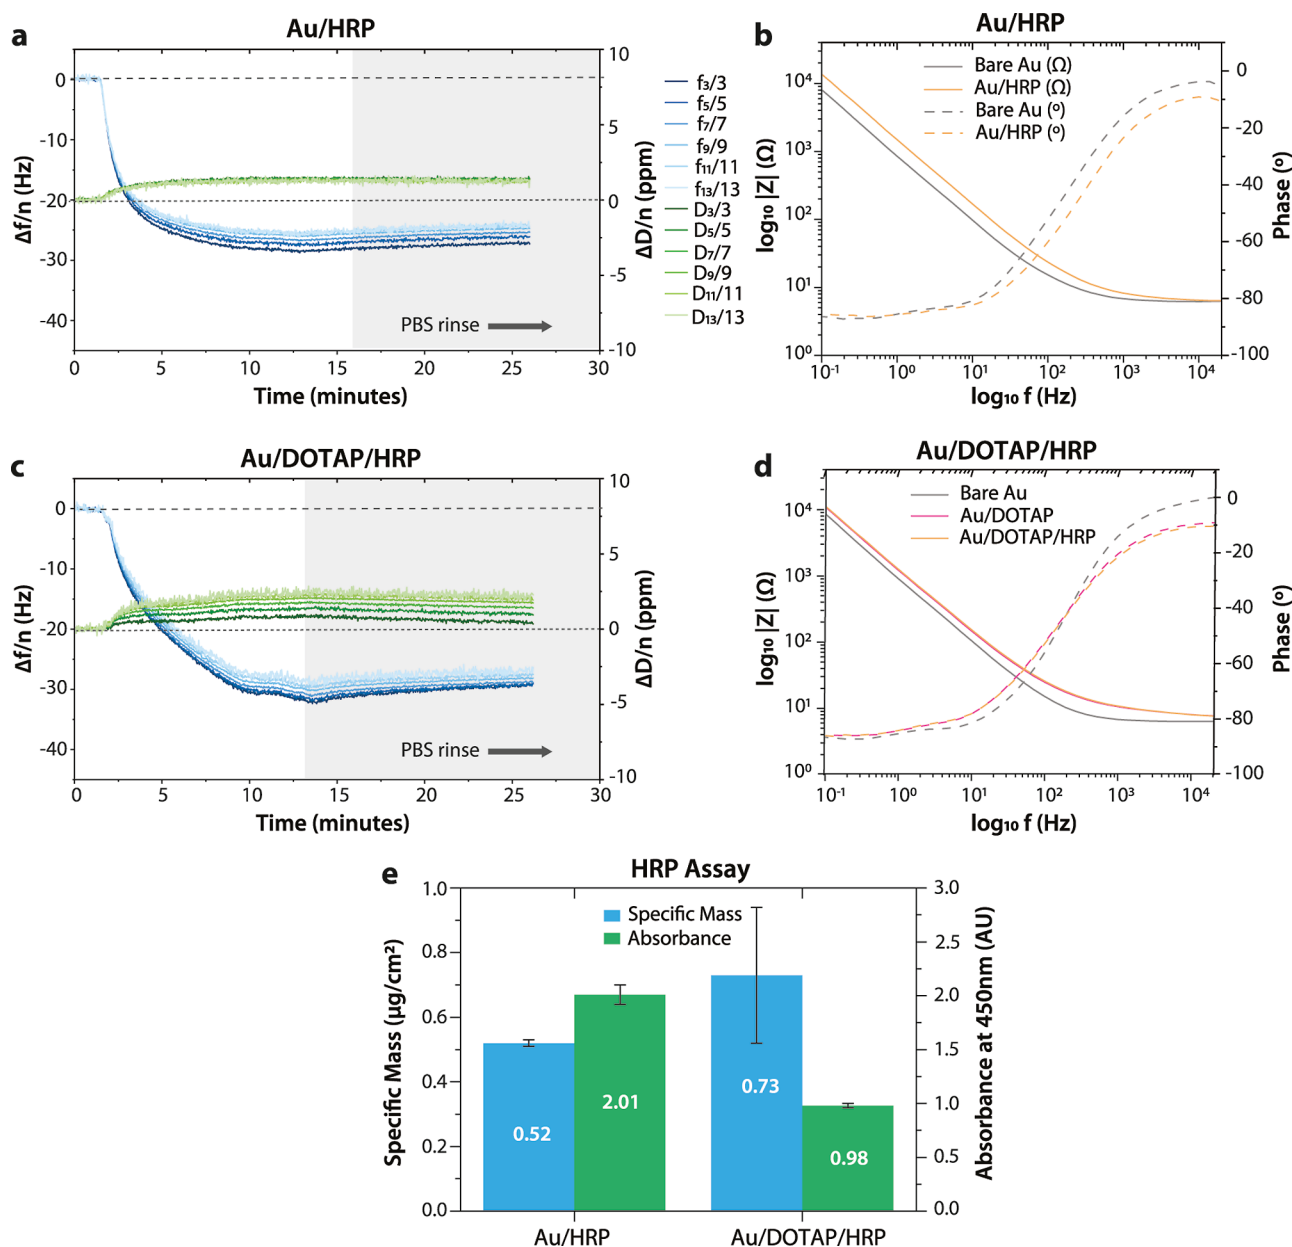 a
Au/HRP
0
-10
-20
-30
-40
Δf/n (Hz)
10
5
0
-5
-10
ΔD/n (ppm)
0
5
10
15
20
25
30
Time (minutes)
PBS rinse
f₃/3
f₅/5
f₇/7
f₉/9
f₁₁/11
f₁₃/13
D₃/3
D₅/5
D₇/7
D₉/9
D₁₁/11
D₁₃/13
b
Au/HRP
Bare Au (Ω)
Au/HRP (Ω)
Bare Au (º)
Au/HRP (º)
10⁴
10³
10²
10¹
10⁰
log₁₀ |Z| (Ω)
0
-20
-40
-60
-80
-100
Phase (º)
10⁻¹
10⁰
10¹
10²
10³
10⁴
log₁₀ f (Hz)
c
Au/DOTAP/HRP
0
-10
-20
-30
-40
Δf/n (Hz)
10
5
0
-5
-10
ΔD/n (ppm)
0
5
10
15
20
25
30
Time (minutes)
PBS rinse
d
Au/DOTAP/HRP
Bare Au
Au/DOTAP
Au/DOTAP/HRP
10⁴
10³
10²
10¹
10⁰
log₁₀ |Z| (Ω)
0
-20
-40
-60
-80
-100
Phase (º)
10⁻¹
10⁰
10¹
10²
10³
10⁴
log₁₀ f (Hz)
e
HRP Assay
Specific Mass
Absorbance
1.0
0.8
0.6
0.4
0.2
0.0
Specific Mass (µg/cm²)
3.0
2.5
2.0
1.5
1.0
0.5
0.0
Absorbance at 450nm (AU)
0.52
2.01
0.73
0.98
Au/HRP
Au/DOTAP/HRP